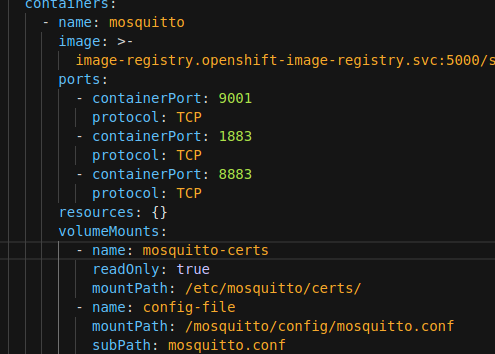 containers:
- name: mosquitto
image: >-
image-registry.openshift-image-registry.svc:5000/s
ports:
- containerPort: 9001
protocol: TCP
- containerPort: 1883
protocol: TCP
- containerPort: 8883
protocol: TCP
resources: {}
volumeMounts:
- name: mosquitto-certs
readOnly: true
mountPath: /etc/mosquitto/certs/
- name: config-file
mountPath: /mosquitto/config/mosquitto.conf
subPath: mosquitto.conf